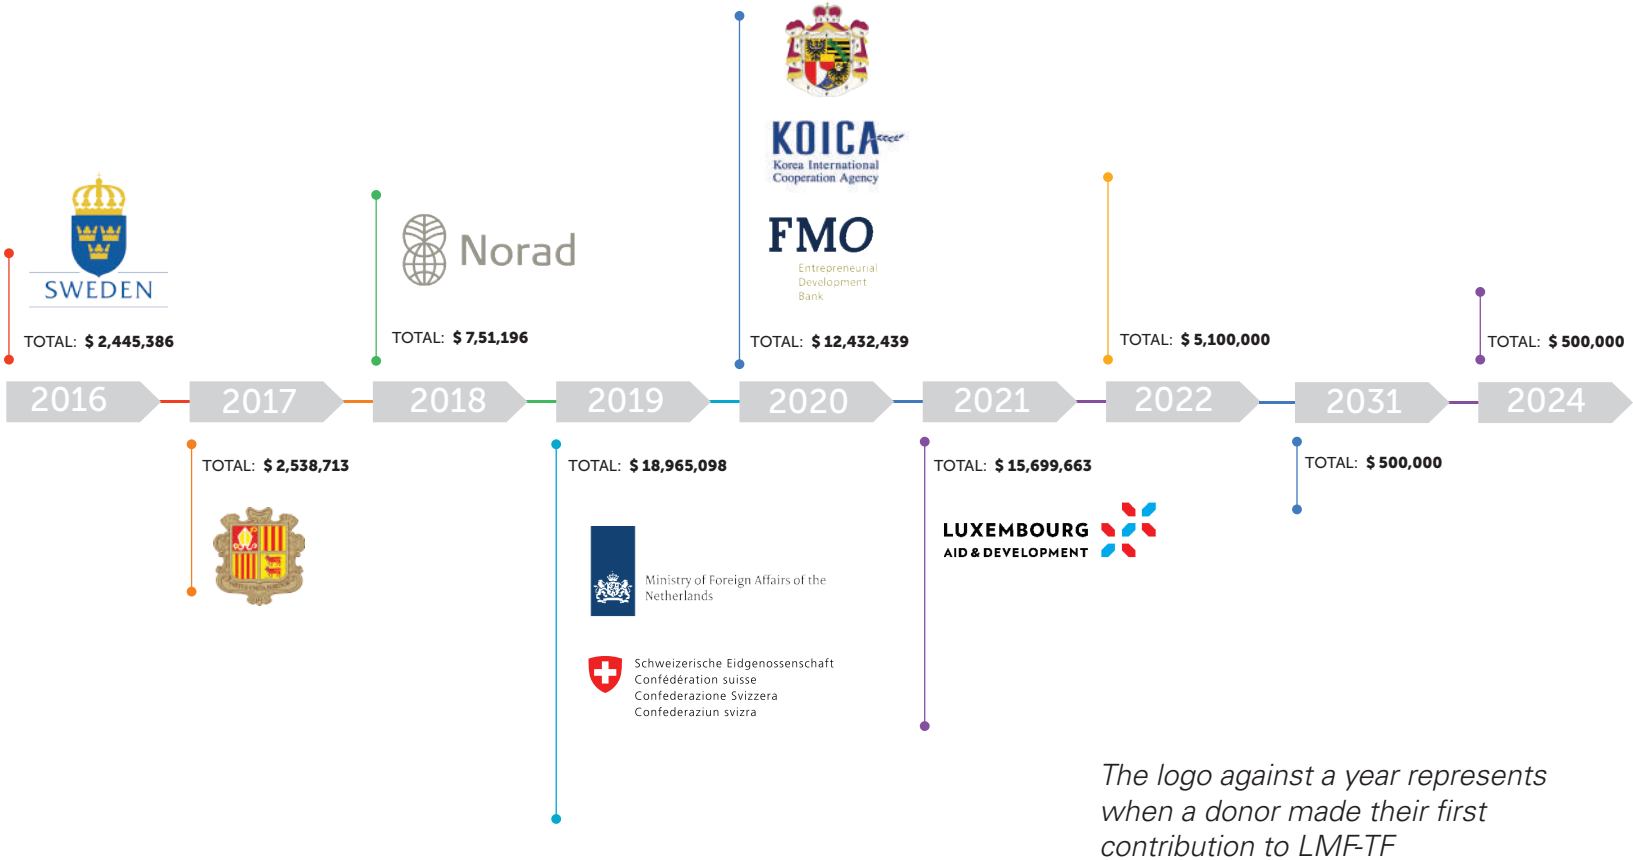 KOICA
Korea International
Cooperation Agency
FMO
Entrepreneurial
Development
Bank
SWEDEN
Norad
TOTAL: $ 2,445,386
TOTAL: $ 7,51,196
TOTAL: $ 12,432,439
TOTAL: $ 5,100,000
TOTAL: $ 500,000
2016
2017
2018
2019
2020
2021
2022
2031
2024
TOTAL: $ 2,538,713
TOTAL: $ 18,965,098
TOTAL: $ 15,699,663
TOTAL: $ 500,000
LUXEMBOURG
AID & DEVELOPMENT
Ministry of Foreign Affairs of the
Netherlands
Schweizerische Eidgenossenschaft
Confédération suisse
Confederazione Svizzera
Confederaziun svizra
The logo against a year represents
when a donor made their first
contribution to LMF-TF